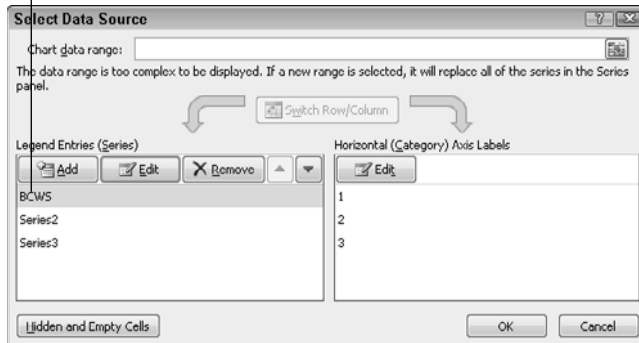 Select Data Source
Chart data range:
The data range is too complex to be displayed. If a new range is selected, it will replace all of the series in the Series
panel.
Switch Row/Column
Legend Entries (Series)
Horizontal (Category) Axis Labels
Add Edit Remove
Edit
BCWS
Series2
Series3
1
2
3
Hidden and Empty Cells
OK Cancel